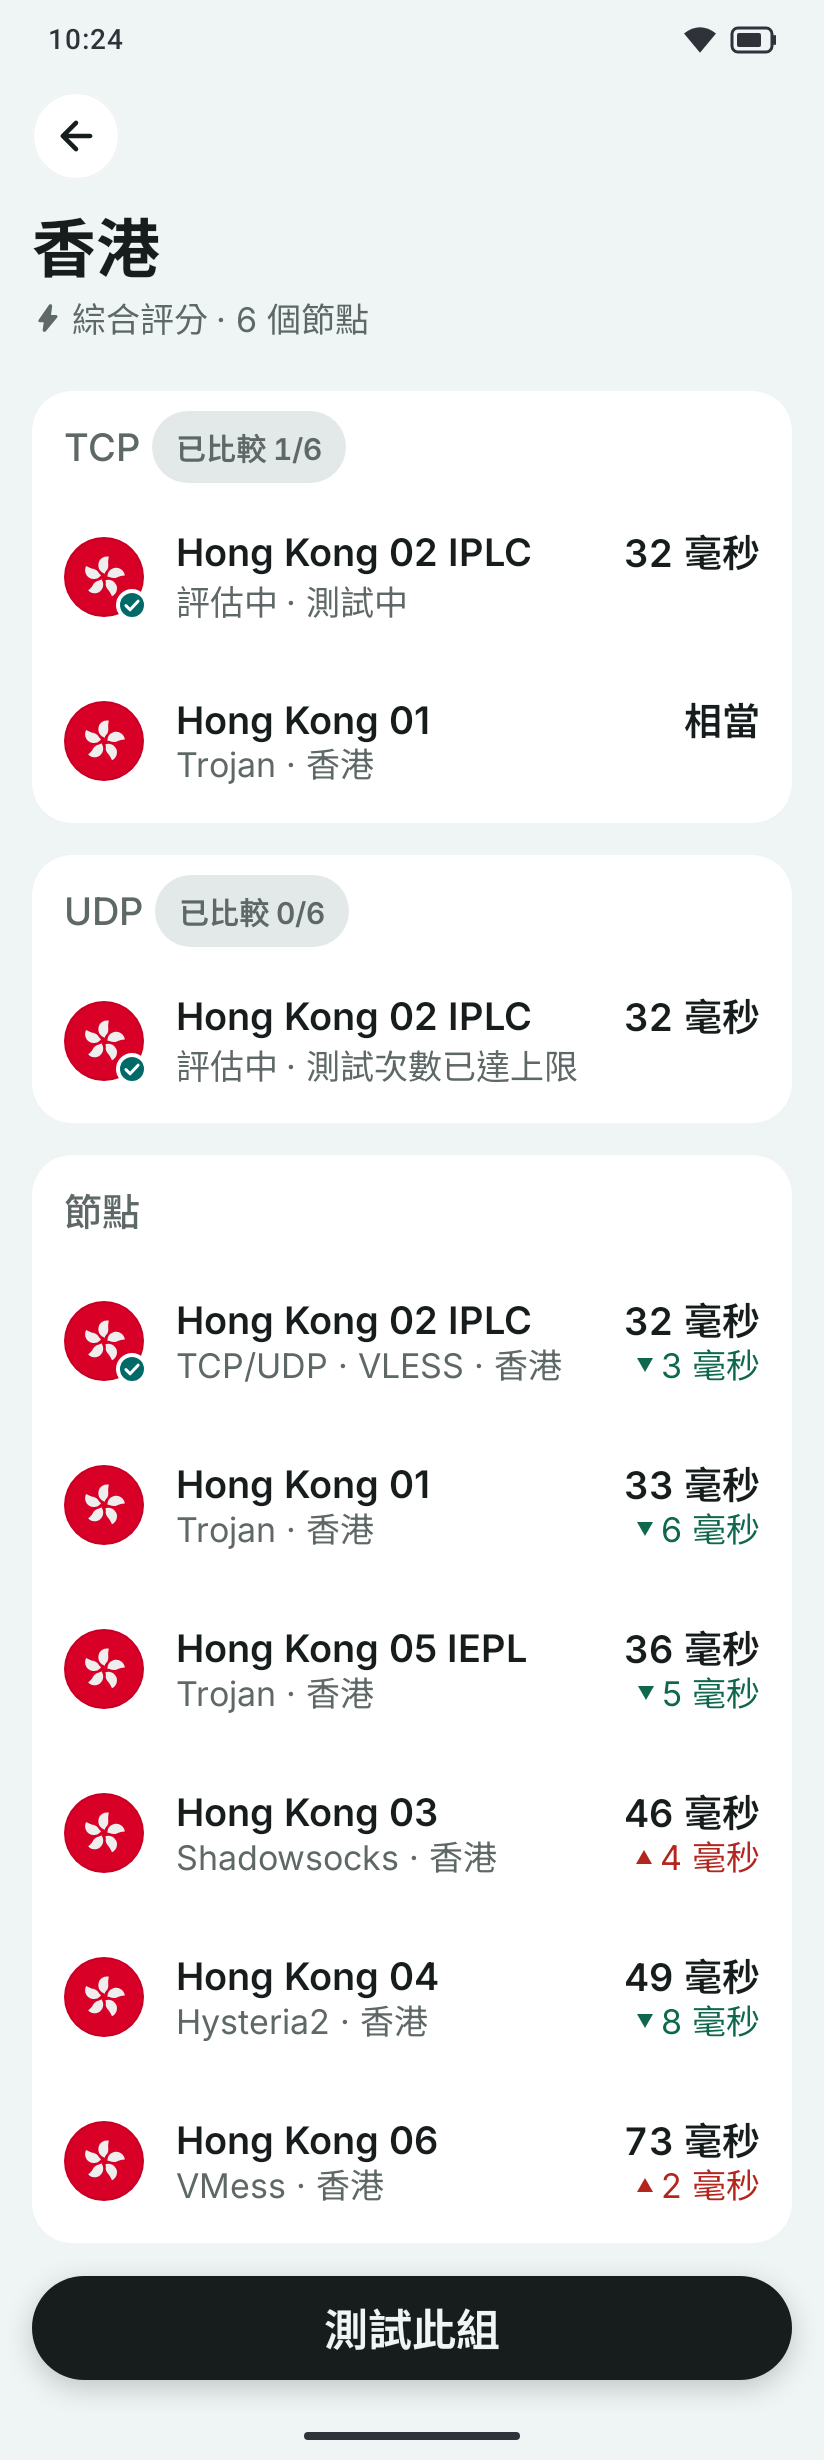 10:24
香港
綜合評分 · 6 個節點
TCP 已比較 1/6
Hong Kong 02 IPLC 32 毫秒
評估中 · 測試中
Hong Kong 01 相當
Trojan · 香港
UDP 已比較 0/6
Hong Kong 02 IPLC 32 毫秒
評估中 · 測試次數已達上限
節點
Hong Kong 02 IPLC 32 毫秒
TCP/UDP · VLESS · 香港 ▼3 毫秒
Hong Kong 01 33 毫秒
Trojan · 香港 ▼6 毫秒
Hong Kong 05 IEPL 36 毫秒
Trojan · 香港 ▼5 毫秒
Hong Kong 03 46 毫秒
Shadowsocks · 香港 ▲4 毫秒
Hong Kong 04 49 毫秒
Hysteria2 · 香港 ▼8 毫秒
Hong Kong 06 73 毫秒
VMess · 香港 ▲2 毫秒
測試此組